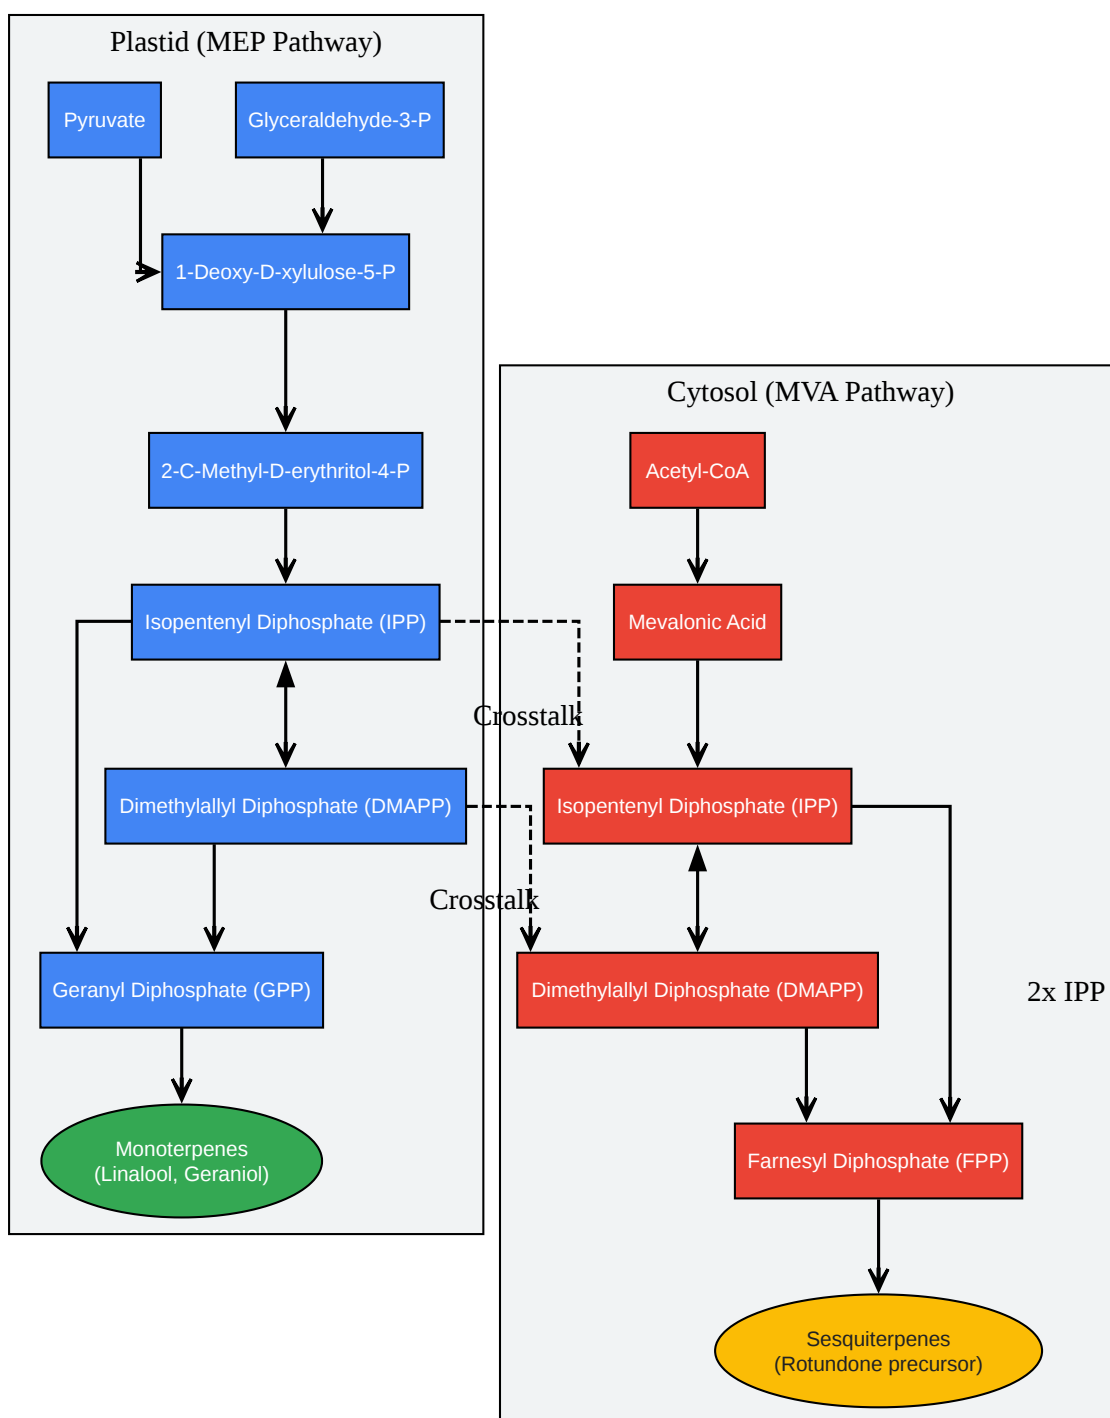 Plastid (MEP Pathway)
Pyruvate
Glyceraldehyde-3-P
1-Deoxy-D-xylulose-5-P
2-C-Methyl-D-erythritol-4-P
Isopentenyl Diphosphate (IPP)
Dimethylallyl Diphosphate (DMAPP)
Geranyl Diphosphate (GPP)
Monoterpenes
(Linalool, Geraniol)
Crosstalk
Crosstalk
Cytosol (MVA Pathway)
Acetyl-CoA
Mevalonic Acid
Isopentenyl Diphosphate (IPP)
Dimethylallyl Diphosphate (DMAPP)
2x IPP
Farnesyl Diphosphate (FPP)
Sesquiterpenes
(Rotundone precursor)